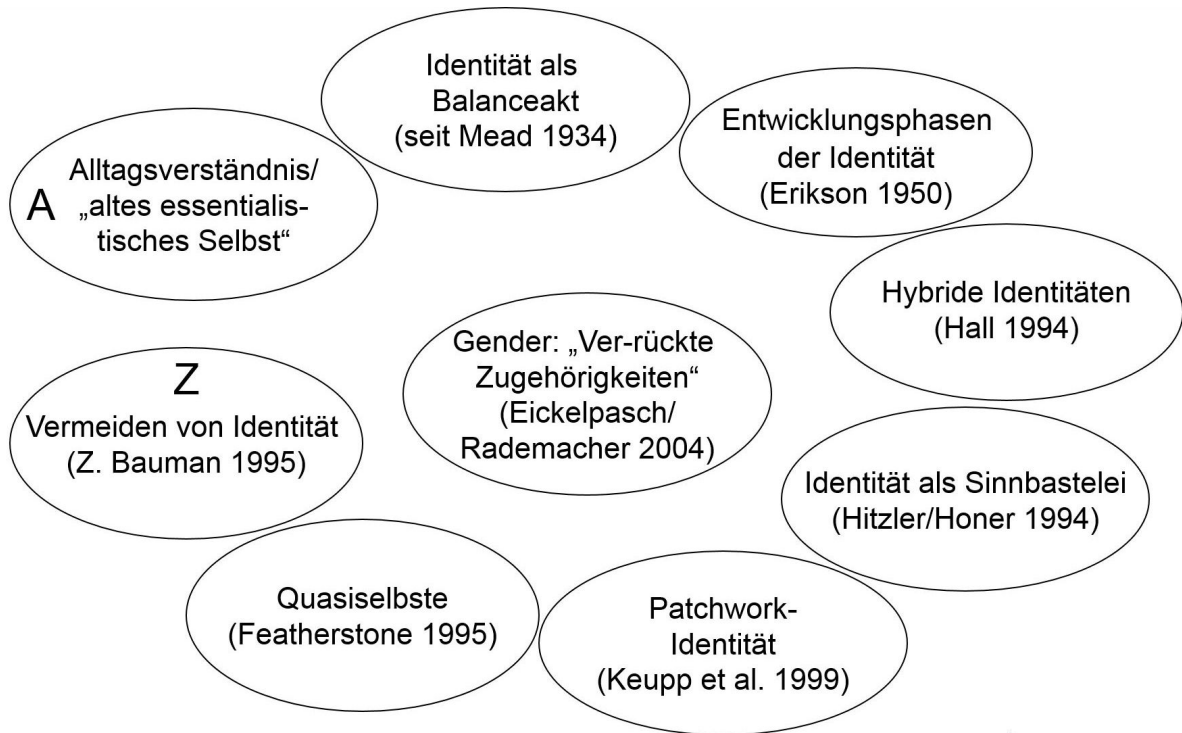 A
Alltagsverständnis/
„altes essentialis-
tisches Selbst“
Identität als
Balanceakt
(seit Mead 1934)
Entwicklungsphasen
der Identität
(Erikson 1950)
Hybride Identitäten
(Hall 1994)
Identität als Sinnbastelei
(Hitzler/Honer 1994)
Patchwork-
Identität
(Keupp et al. 1999)
Quasiselbste
(Featherstone 1995)
Z
Vermeiden von Identität
(Z. Bauman 1995)
Gender: „Ver-rückte
Zugehörigkeiten“
(Eickelpasch/
Rademacher 2004)